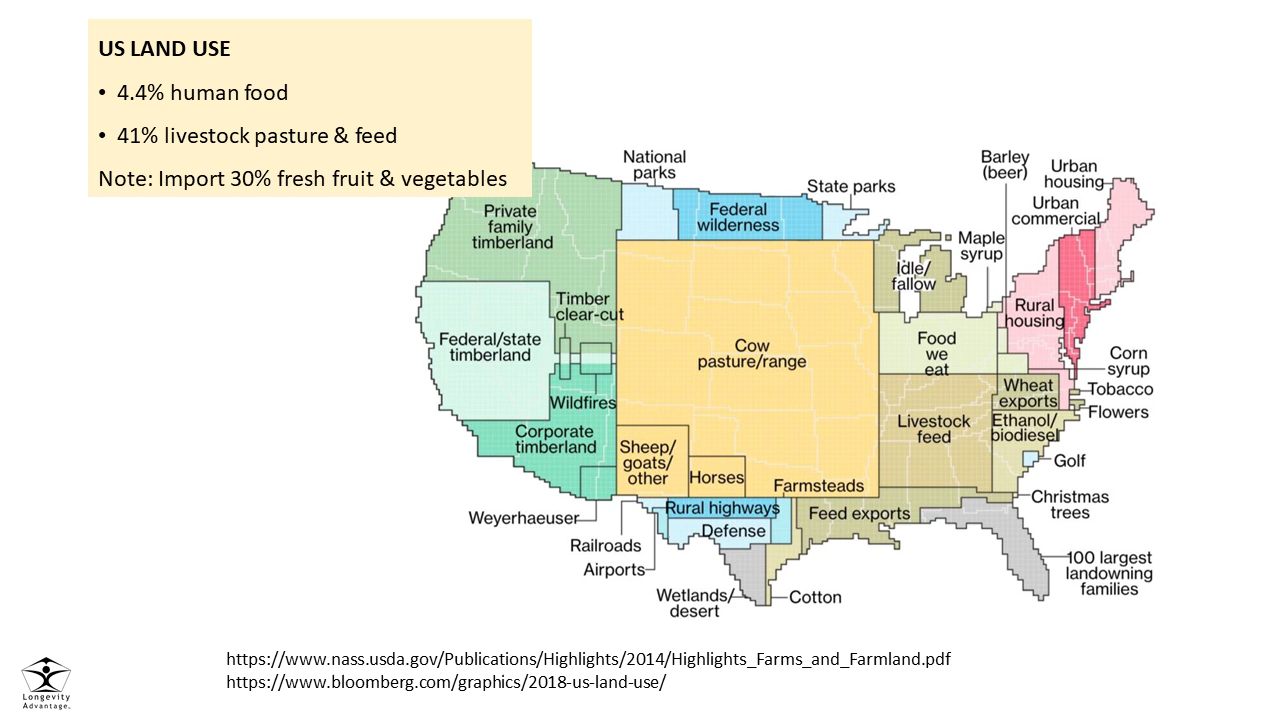 US LAND USE
• 4.4% human food
• 41% livestock pasture & feed
Note: Import 30% fresh fruit & vegetables
National
parks
State parks
Barley
(beer)
Urban
housing
Urban
commercial
Private
family
timberland
Federal
wilderness
Maple
syrup
Idle/
fallow
Timber
clear-cut
Rural
housing
Federal/state
timberland
Cow
pasture/range
Food
we
eat
Corn
syrup
Wildfires
Wheat
exports
Tobacco
Flowers
Livestock
feed
Ethanol/
biodiesel
Corporate
timberland
Sheep/
goats/
other
Horses
Golf
Farmsteads
Christmas
trees
Weyerhaeuser
Rural highways
Feed exports
Defense
Railroads
Airports
100 largest
landowning
families
Wetlands/
desert
Cotton
https://www.nass.usda.gov/Publications/Highlights/2014/Highlights_Farms_and_Farmland.pdf
https://www.bloomberg.com/graphics/2018-us-land-use/
Longevity
Advantage